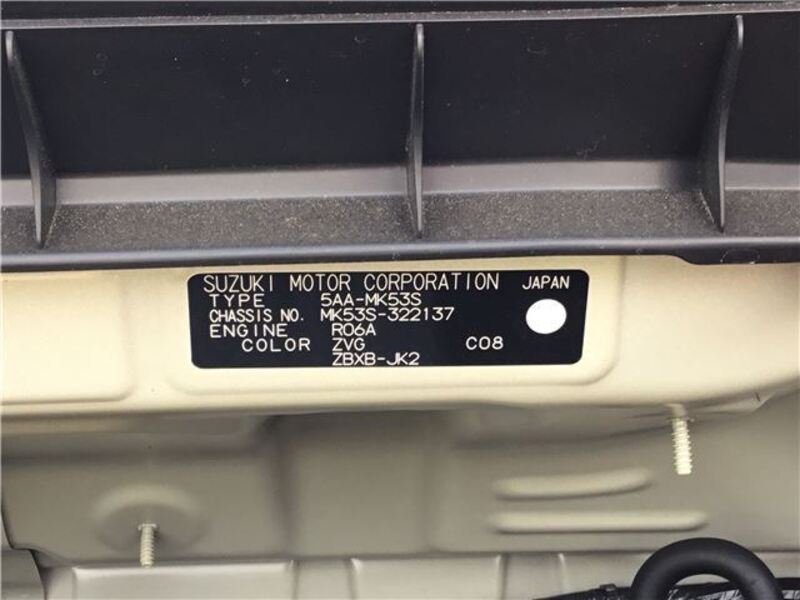 SUZUKI MOTOR CORPORATION JAPAN
TYPE 5AA-MK53S
CHASSIS NO. MK53S-322137
ENGINE R06A
COLOR ZVG C08
ZBXB-JK2